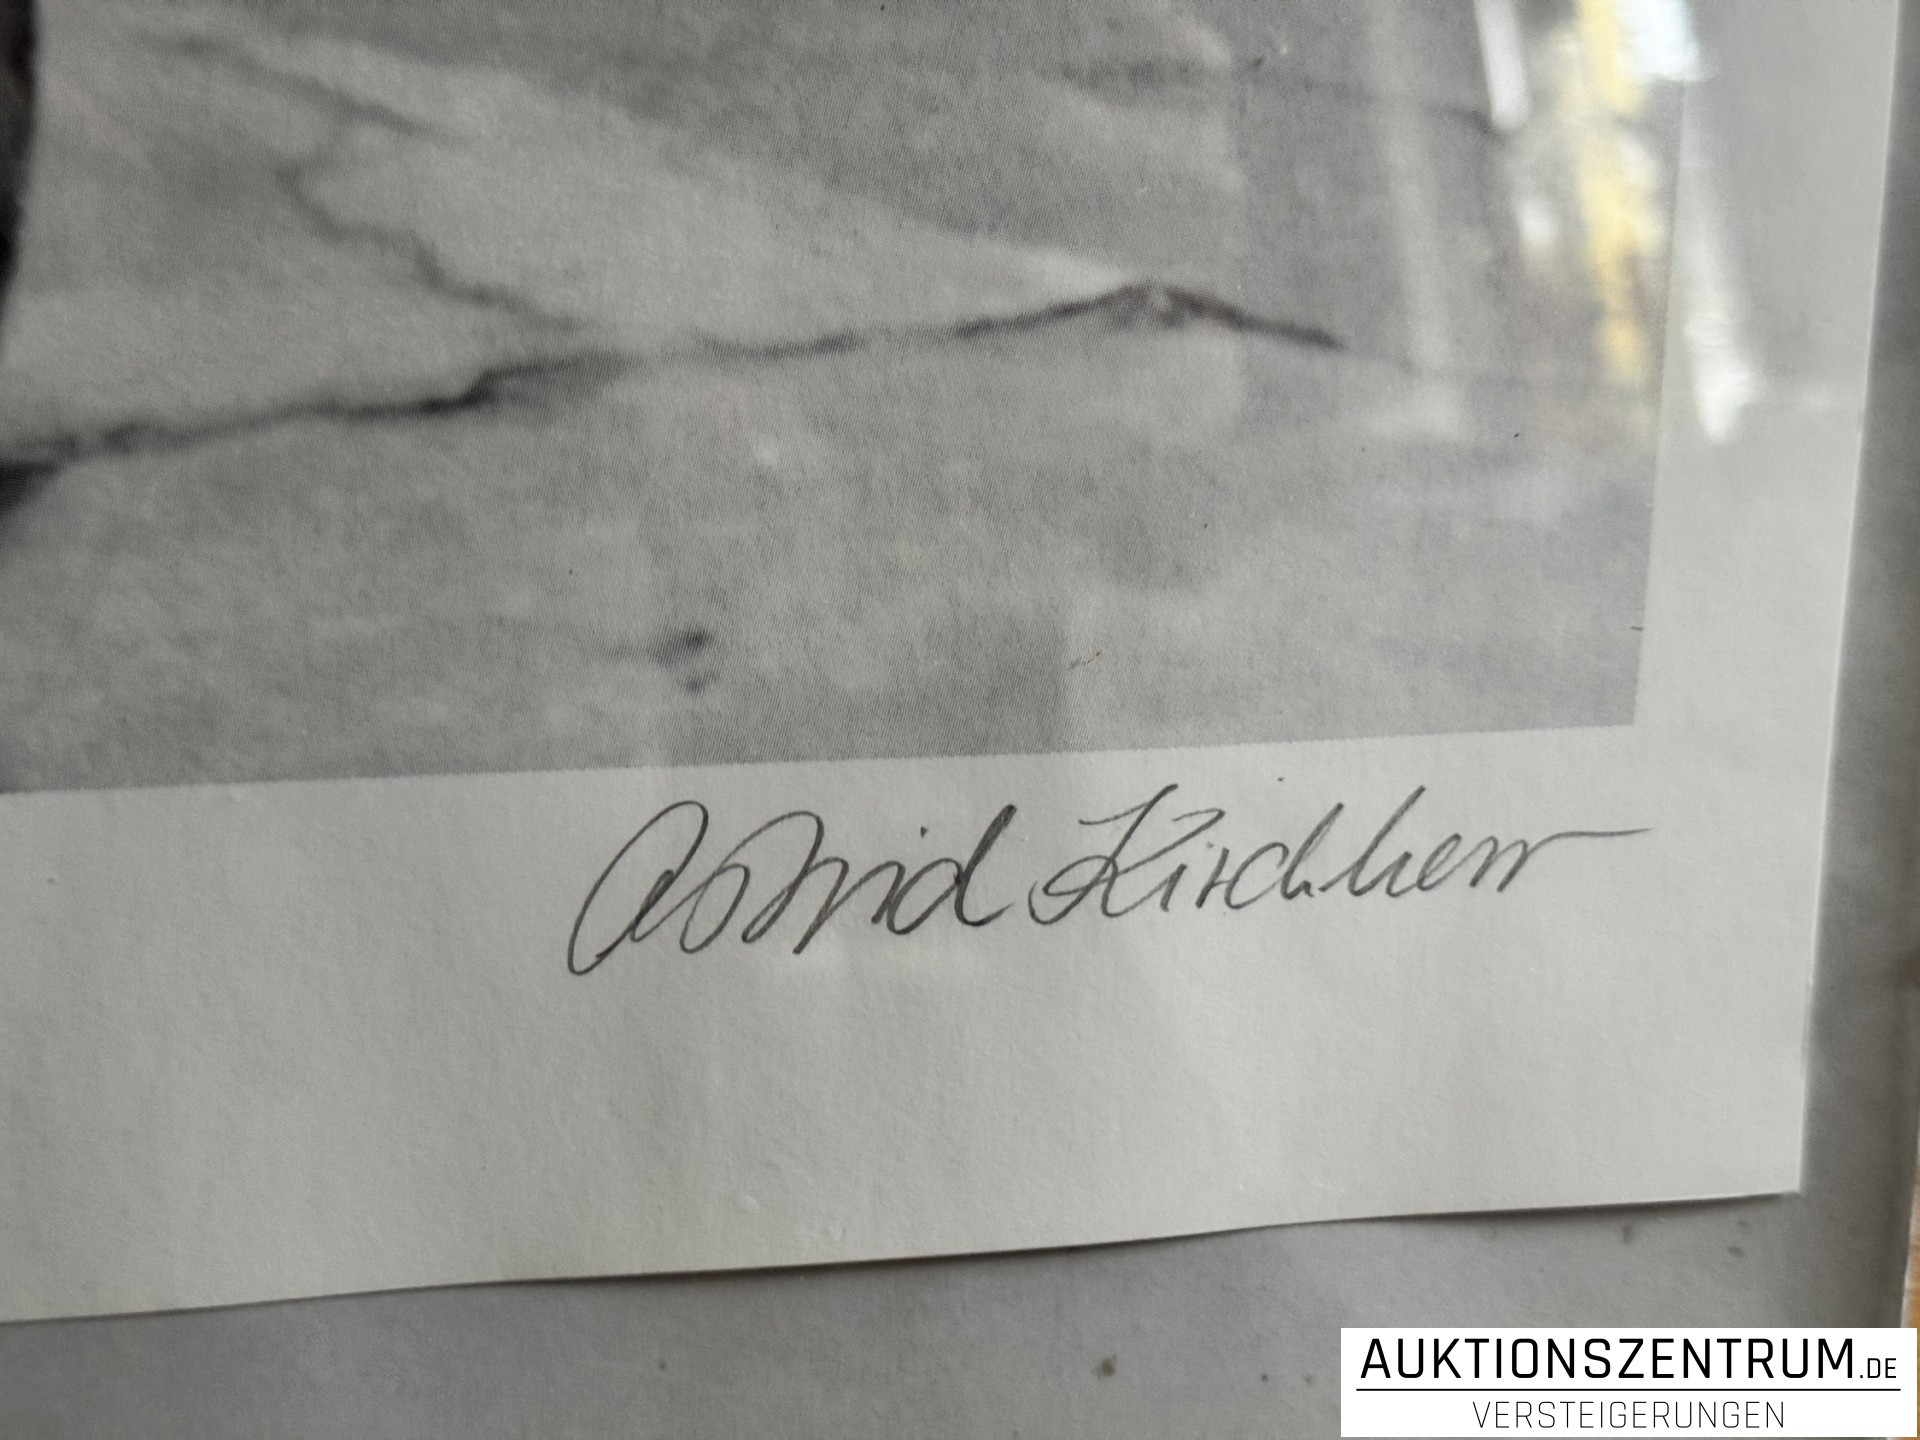 Astrid Kirchherr
AUKTIONSZENTRUM.DE
VERSTEIGERUNGEN